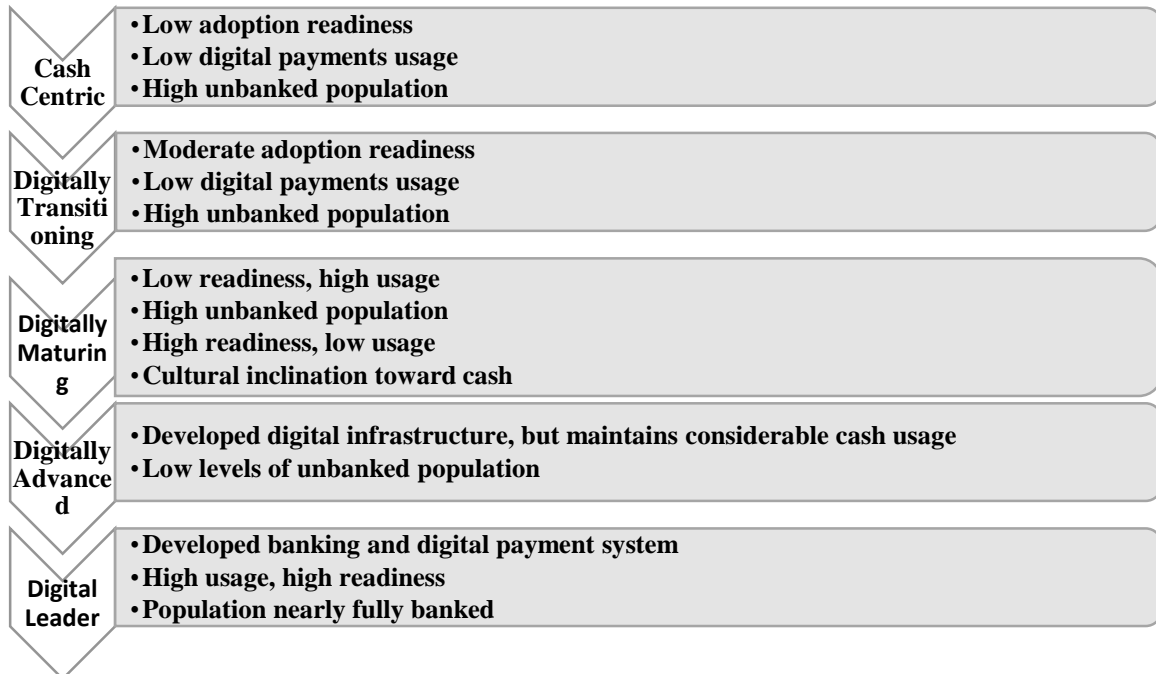 Cash
Centric
•Low adoption readiness
•Low digital payments usage
•High unbanked population
Digitally
Transiti
oning
•Moderate adoption readiness
•Low digital payments usage
•High unbanked population
Digitally
Maturin
g
•Low readiness, high usage
•High unbanked population
•High readiness, low usage
•Cultural inclination toward cash
Digitally
Advance
d
•Developed digital infrastructure, but maintains considerable cash usage
•Low levels of unbanked population
Digital
Leader
•Developed banking and digital payment system
•High usage, high readiness
•Population nearly fully banked